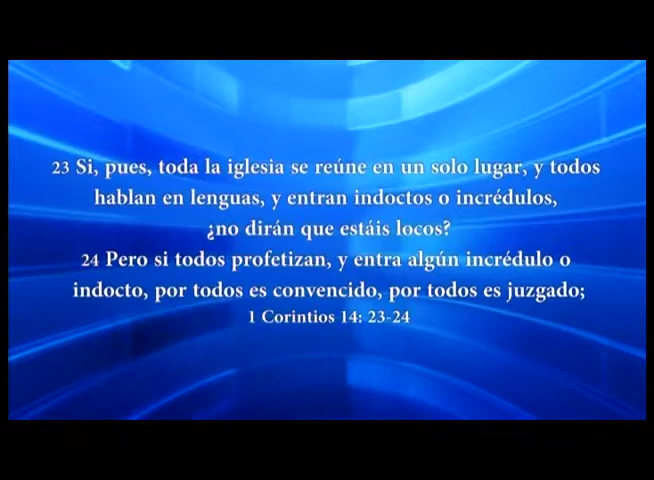 23 Si, pues, toda la iglesia se reúne en un solo lugar, y todos
hablan en lenguas, y entran indoctos o incrédulos,
¿no dirán que estáis locos?
24 Pero si todos profetizan, y entra algún incrédulo o
indocto, por todos es convencido, por todos es juzgado;
1 Corintios 14: 23-24